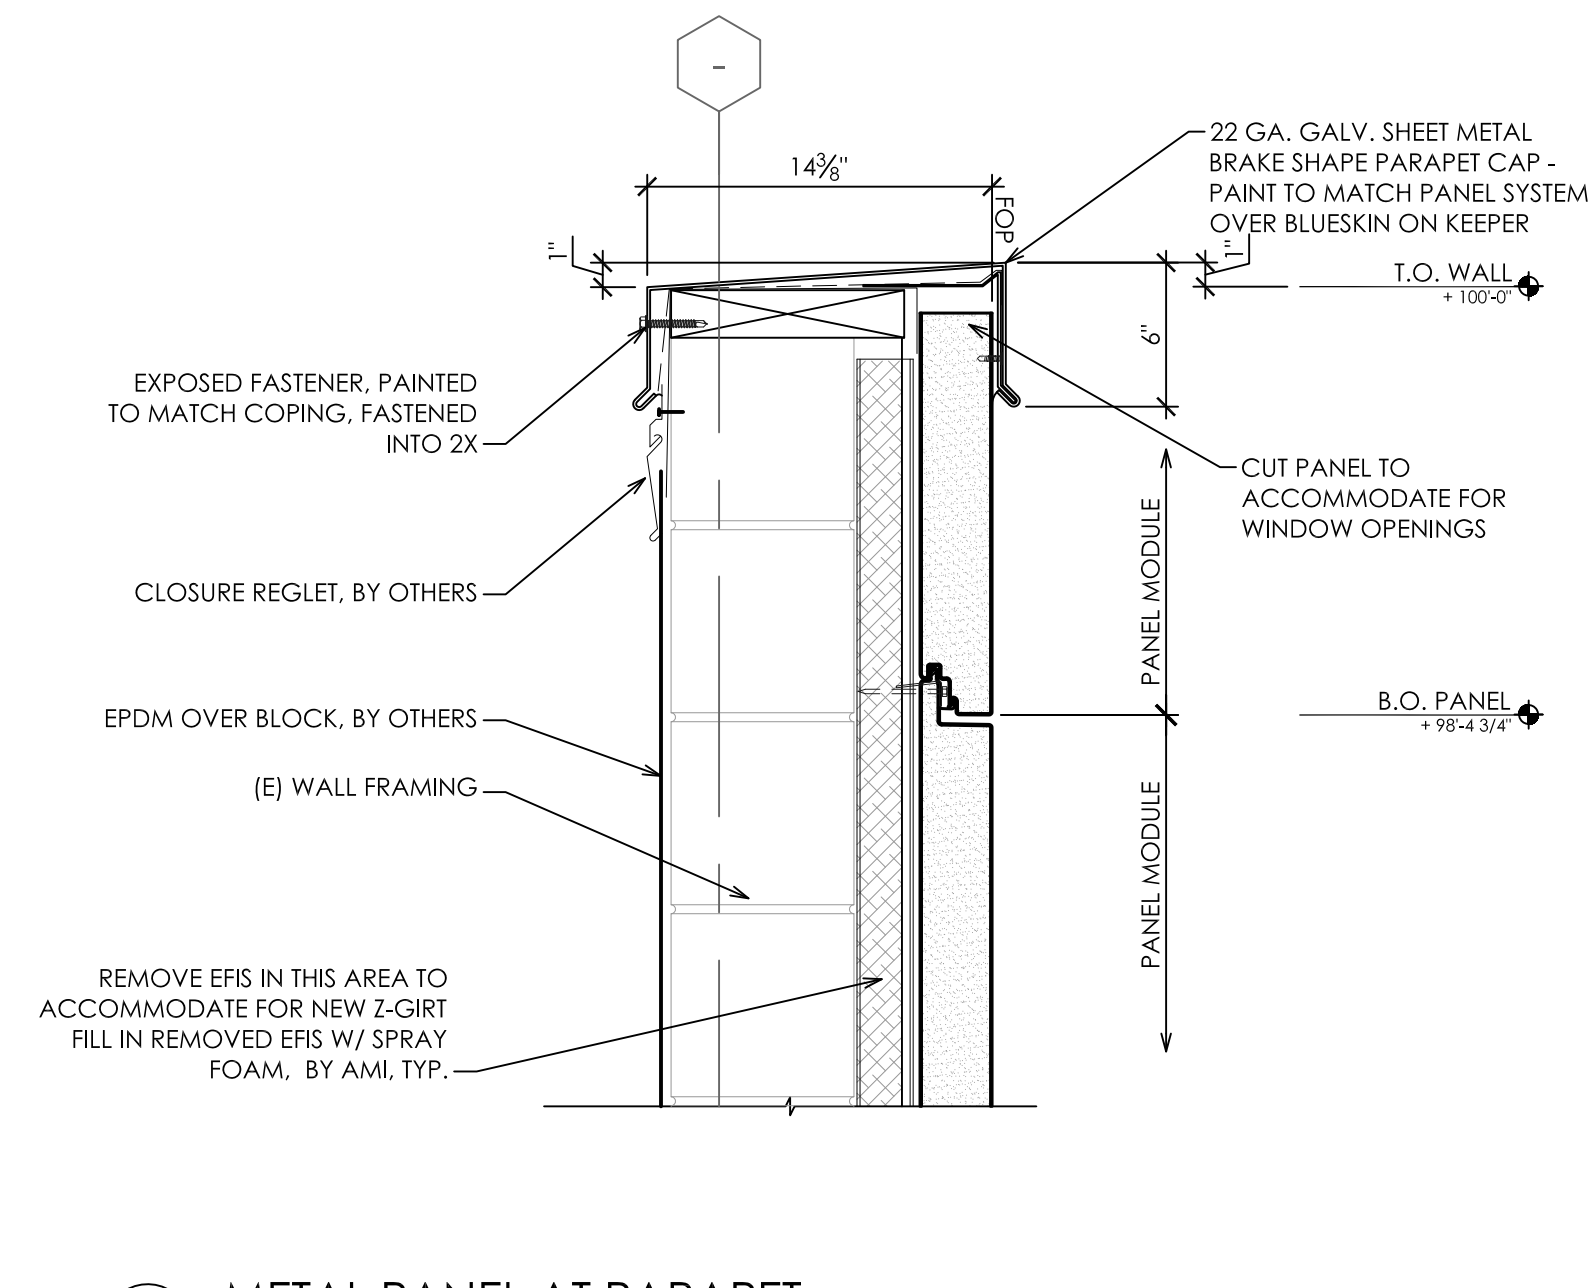 -
14⅜"
22 GA. GALV. SHEET METAL
BRAKE SHAPE PARAPET CAP -
PAINT TO MATCH PANEL SYSTEM
OVER BLUESKIN ON KEEPER
FOP
1"
1"
T.O. WALL
+ 100'-0"
6"
EXPOSED FASTENER, PAINTED
TO MATCH COPING, FASTENED
INTO 2X
CUT PANEL TO
ACCOMMODATE FOR
WINDOW OPENINGS
PANEL MODULE
CLOSURE REGLET, BY OTHERS
B.O. PANEL
+ 98'-4 3/4"
EPDM OVER BLOCK, BY OTHERS
(E) WALL FRAMING
PANEL MODULE
REMOVE EFIS IN THIS AREA TO
ACCOMMODATE FOR NEW Z-GIRT
FILL IN REMOVED EFIS W/ SPRAY
FOAM, BY AMI, TYP.
METAL PANEL AT PARAPET